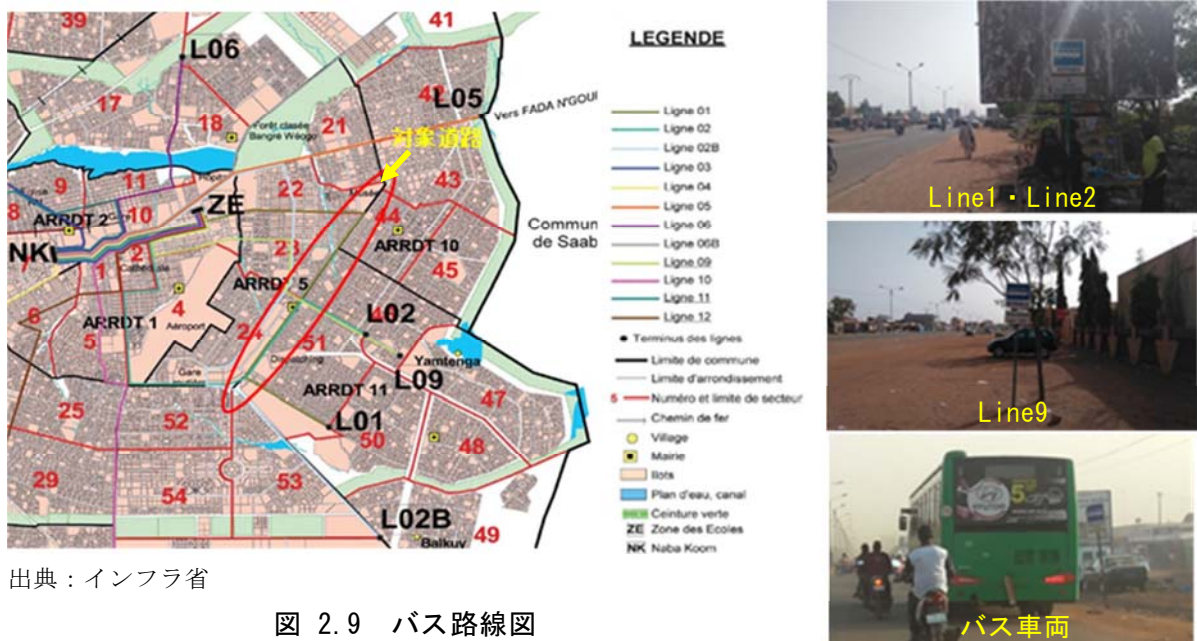 39
41
L06
17
42
L05
Vers FADA N'GOUR
18
21
Forêt classée
Bangre Wéogo
対象道路
9
11
22
Musée
43
8
ARRDT 2
10
ZE
44
Commun
de Saab
NK
1
2
Cathédrale
23
ARRDT 10
45
6
5
ARRDT 1
4
Aéroport
ARRDT 5
24
L02
51
Dispatching
Yamtenga
L09
Gare
ARRDT 11
47
25
52
L01
50
48
29
54
53
L02B
49
LEGENDE
Ligne 01
Ligne 02
Ligne 02B
Ligne 03
Ligne 04
Ligne 05
Ligne 06
Ligne 06B
Ligne 09
Ligne 10
Ligne 11
Ligne 12
Terminus des lignes
Limite de commune
Limite d'arrondissement
5 Numéro et limite de secteur
Chemin de fer
Village
Mairie
Ilots
Plan d'eau, canal
Ceinture verte
ZE Zone des Ecoles
NK Naba Koom
Line1・Line2
Line9
5
バス車両
出典：インフラ省
図 2.9 バス路線図